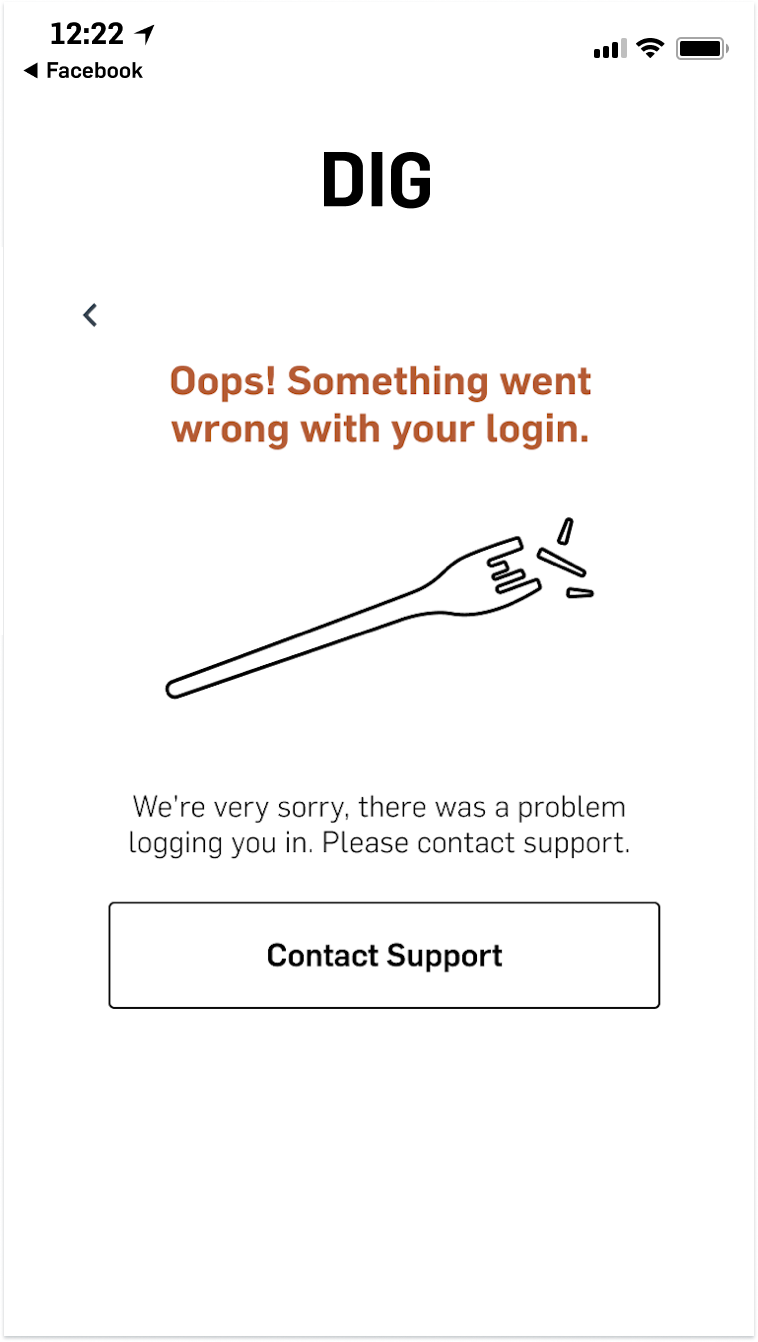 12:22
Facebook
DIG
Oops! Something went
wrong with your login.
We're very sorry, there was a problem
logging you in. Please contact support.
Contact Support